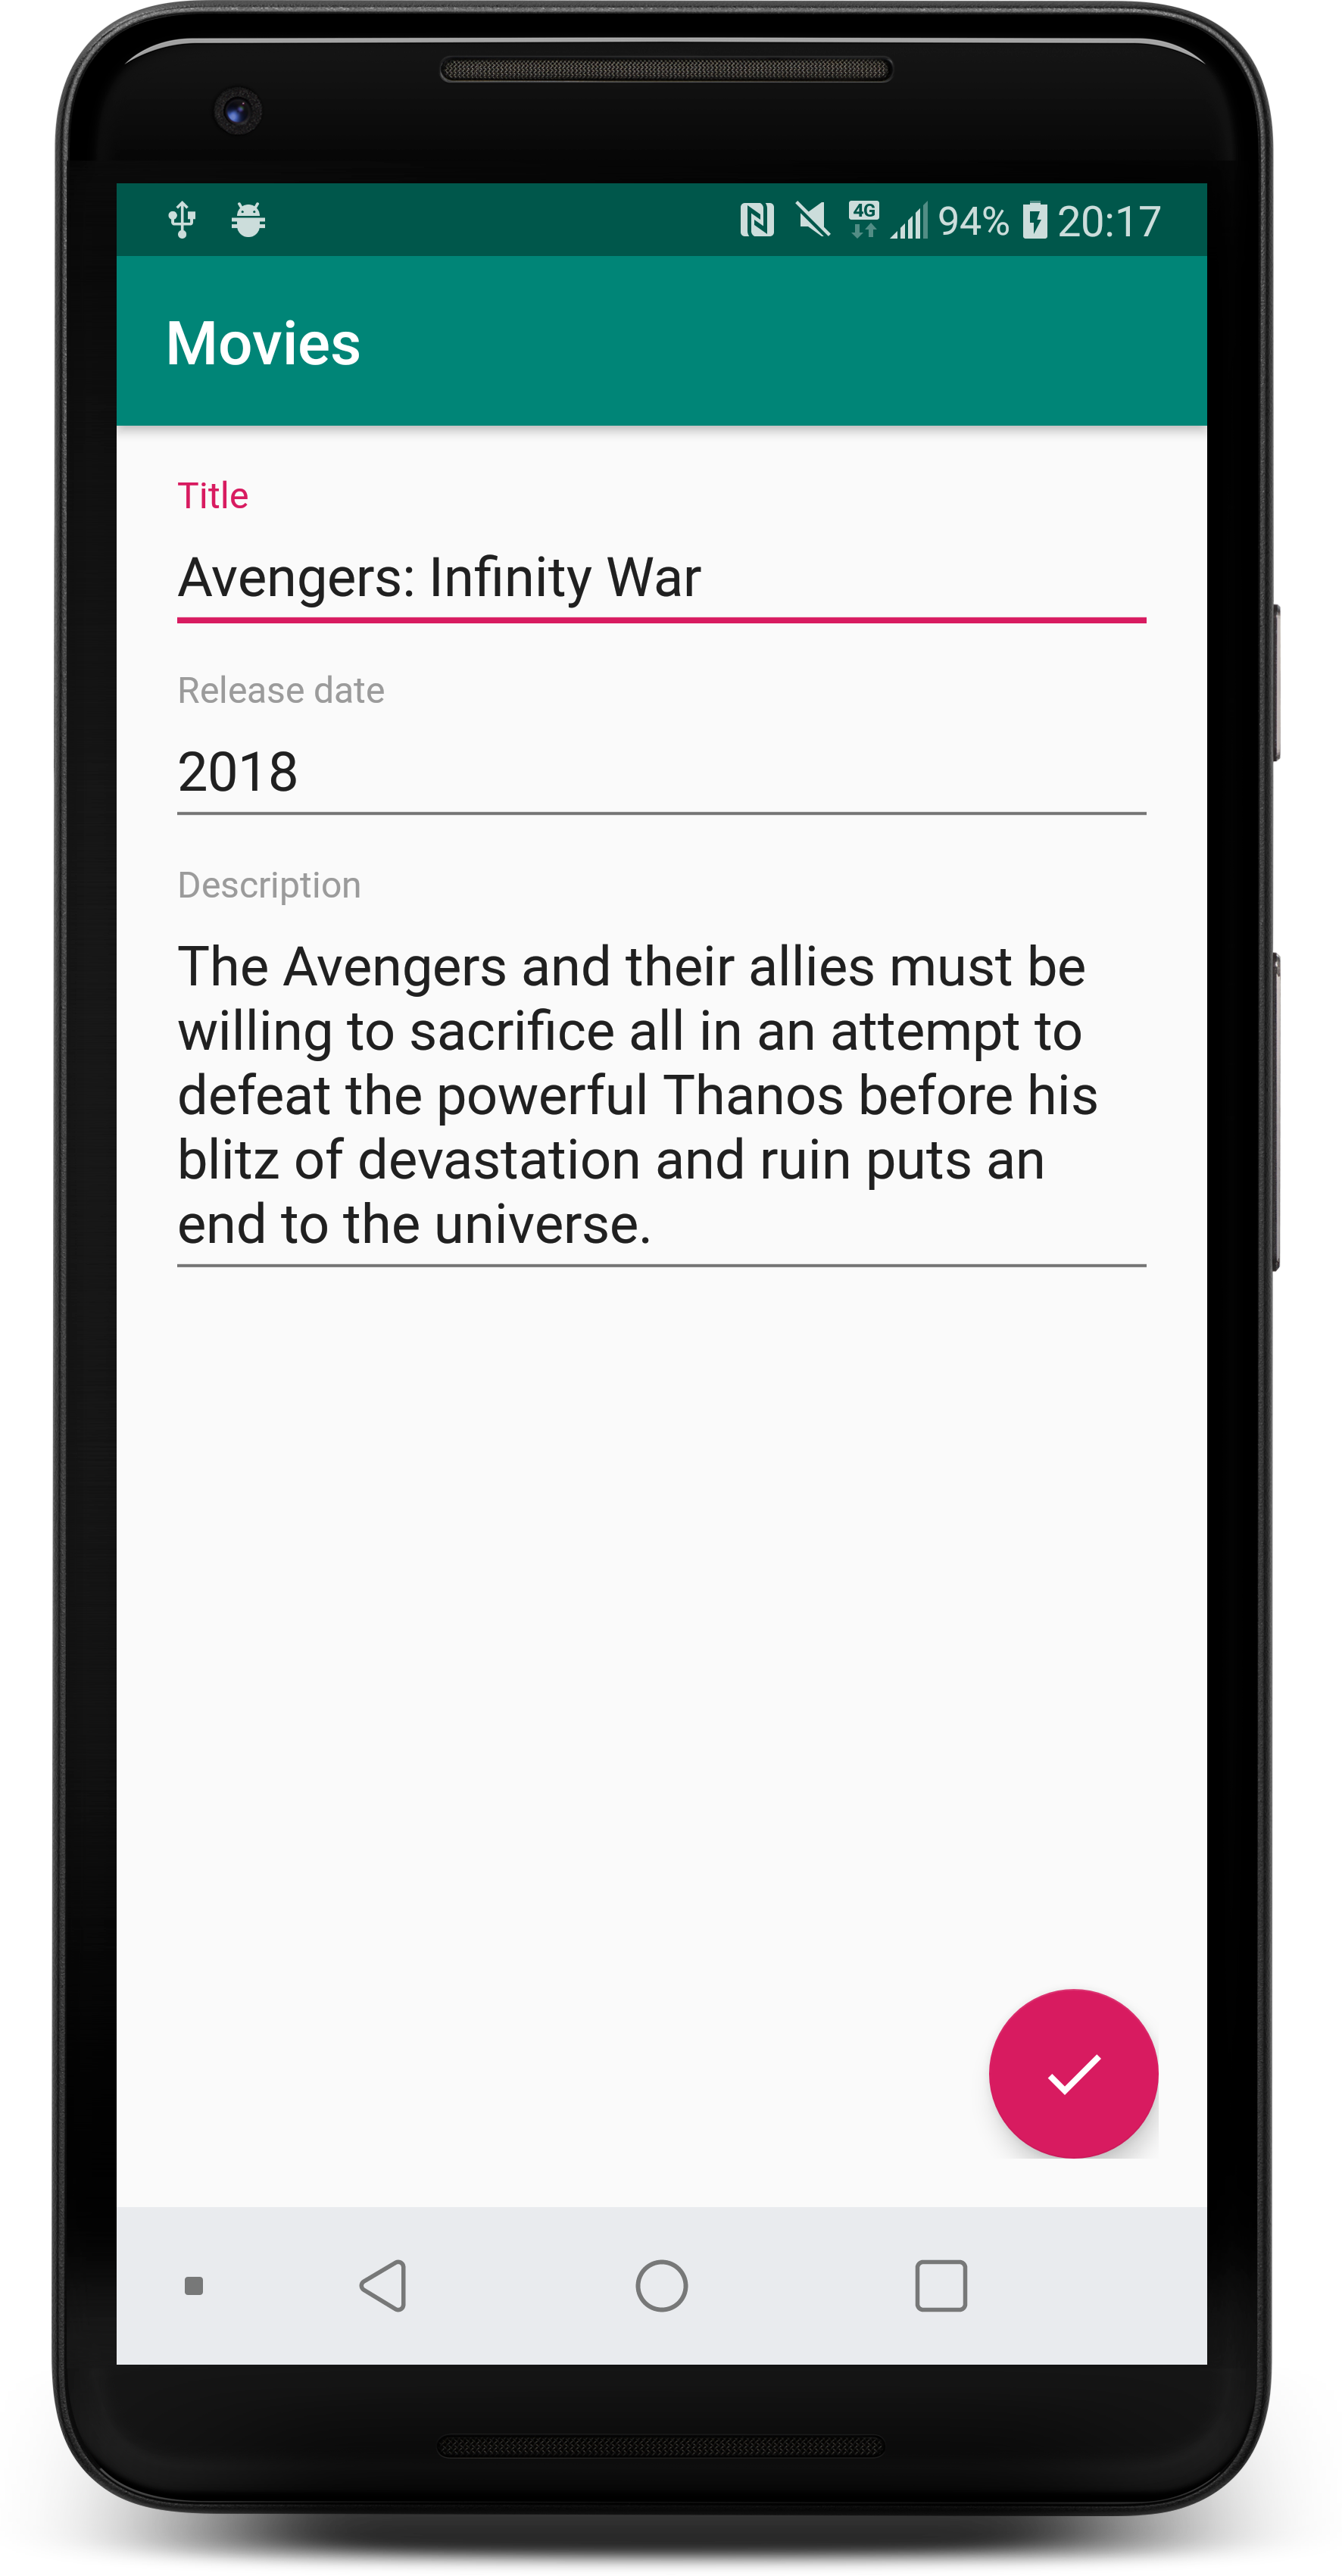 4G 94% 20:17
Movies
Title
Avengers: Infinity War
Release date
2018
Description
The Avengers and their allies must be
willing to sacrifice all in an attempt to
defeat the powerful Thanos before his
blitz of devastation and ruin puts an
end to the universe.